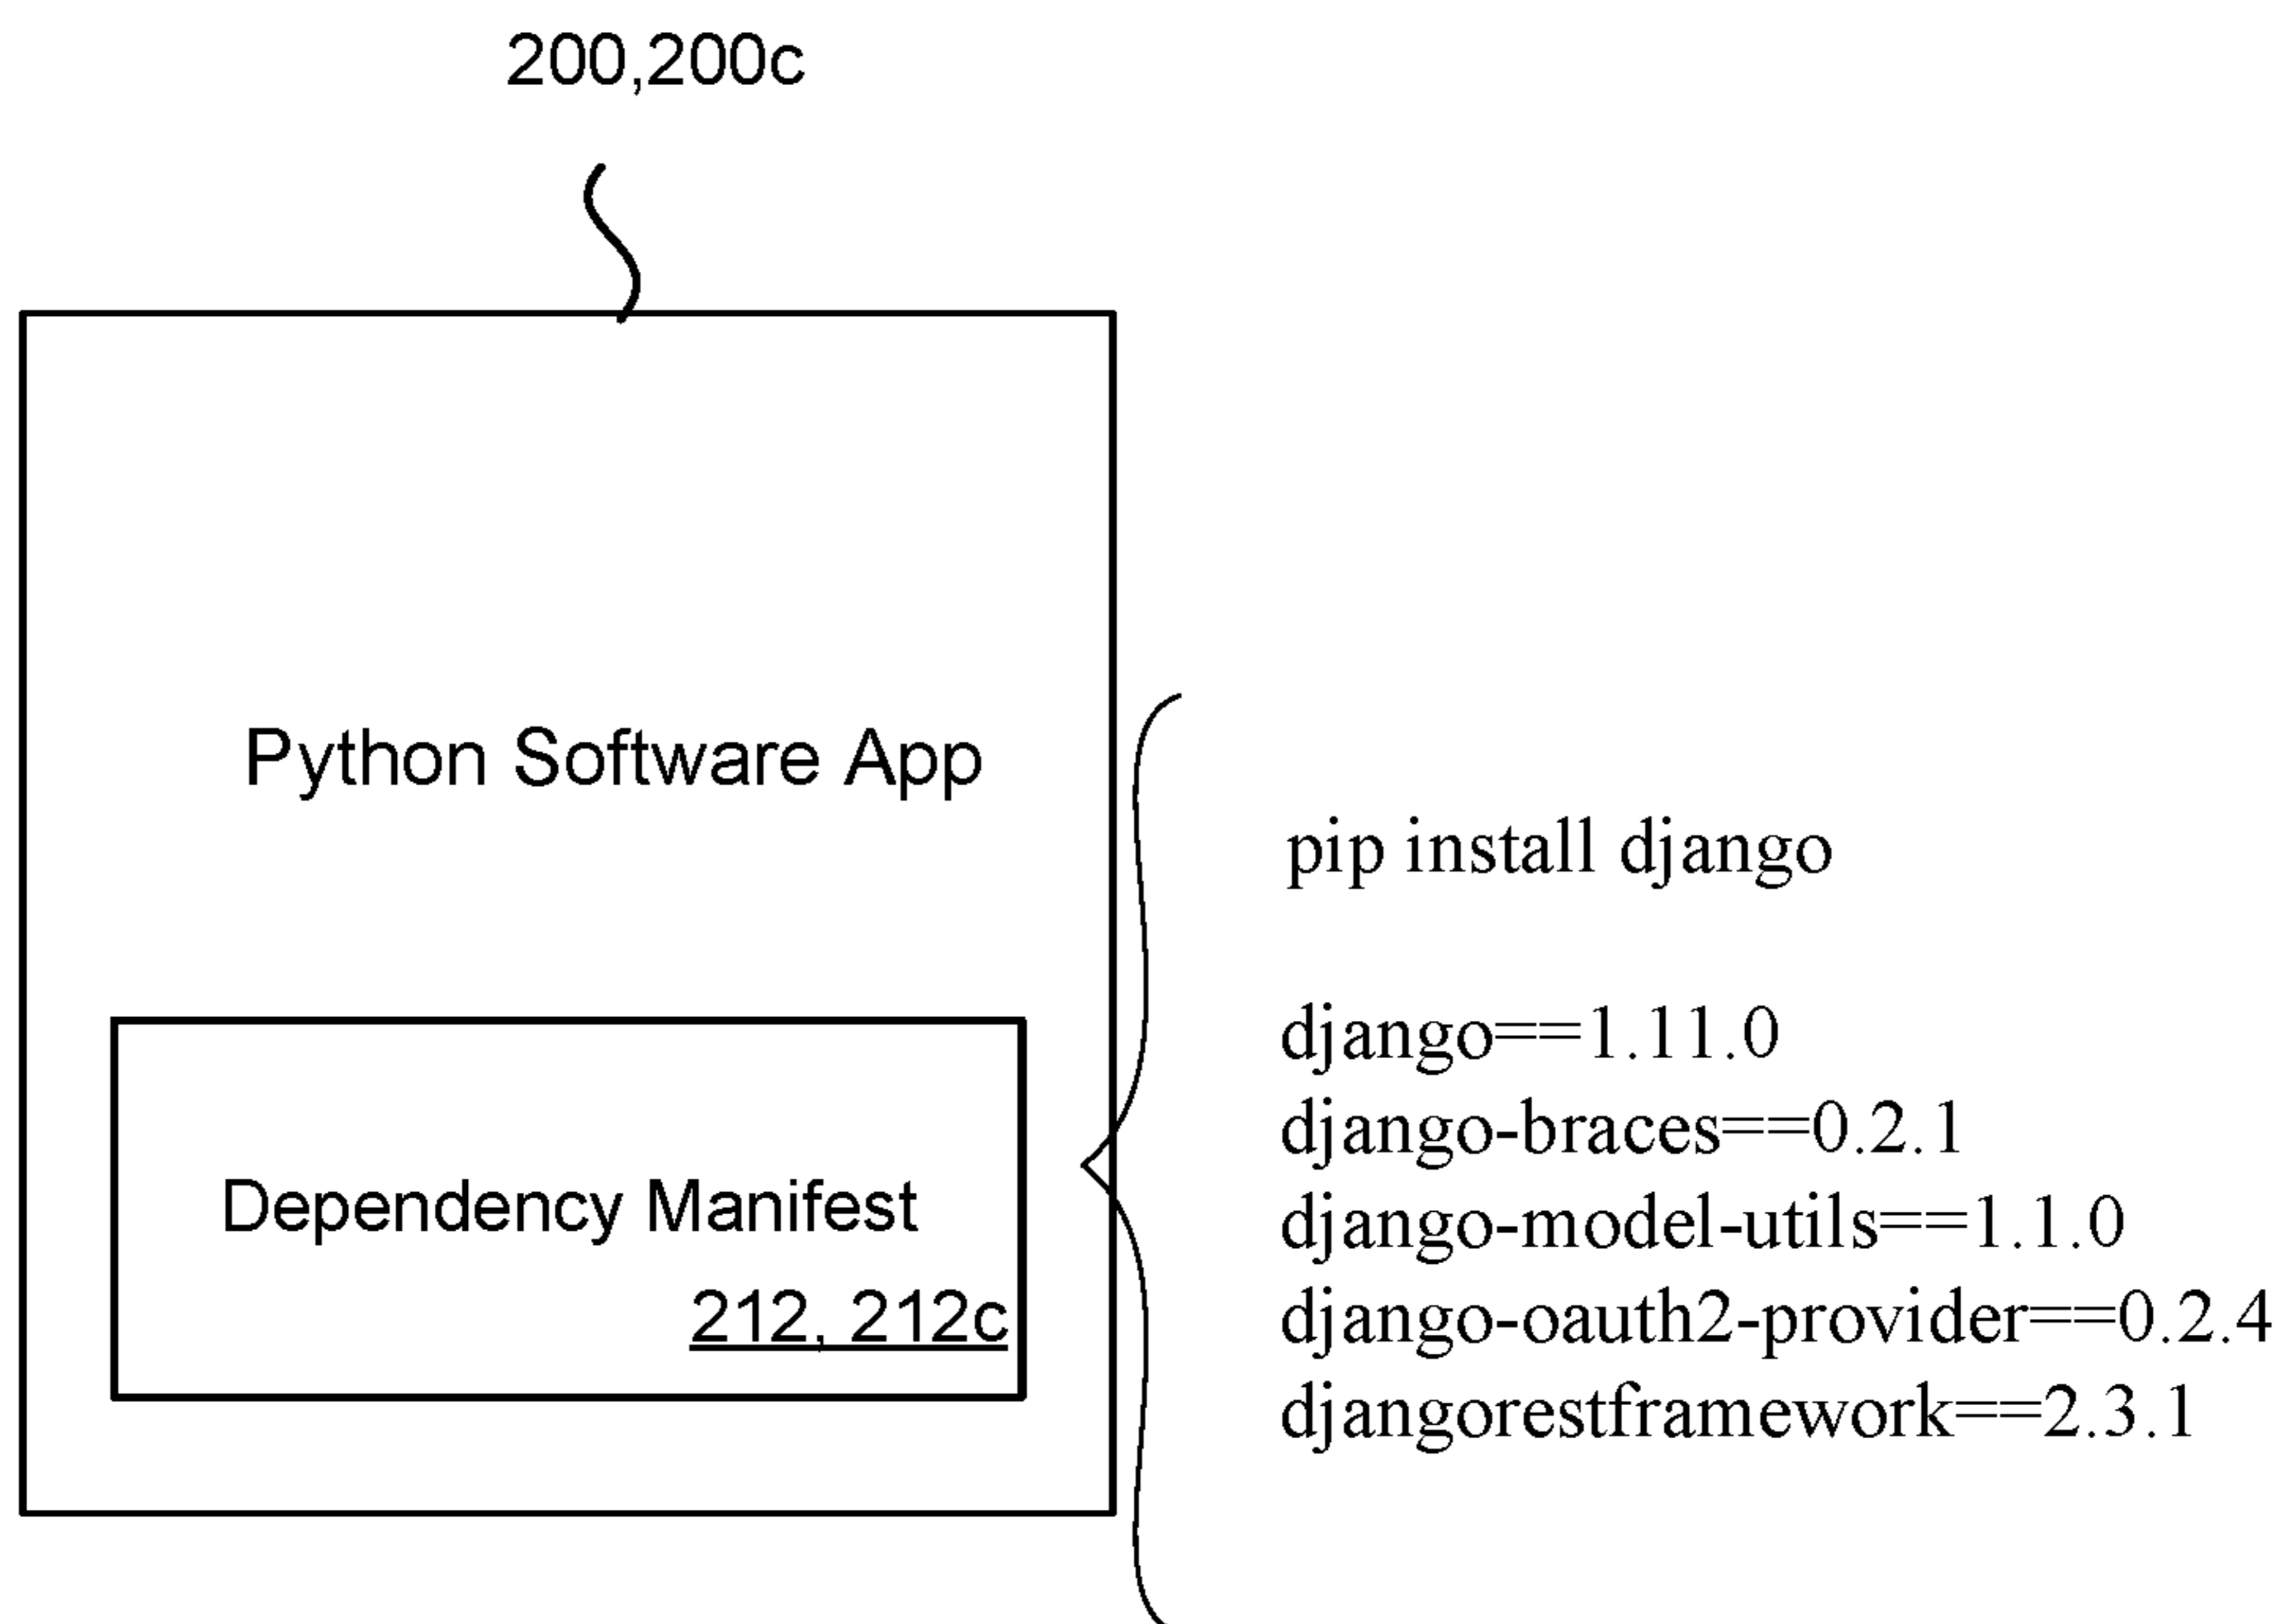 200,200c
Python Software App
Dependency Manifest
212, 212c
pip install django
django==1.11.0
django-braces==0.2.1
django-model-utils==1.1.0
django-oauth2-provider==0.2.4
djangorestframework==2.3.1